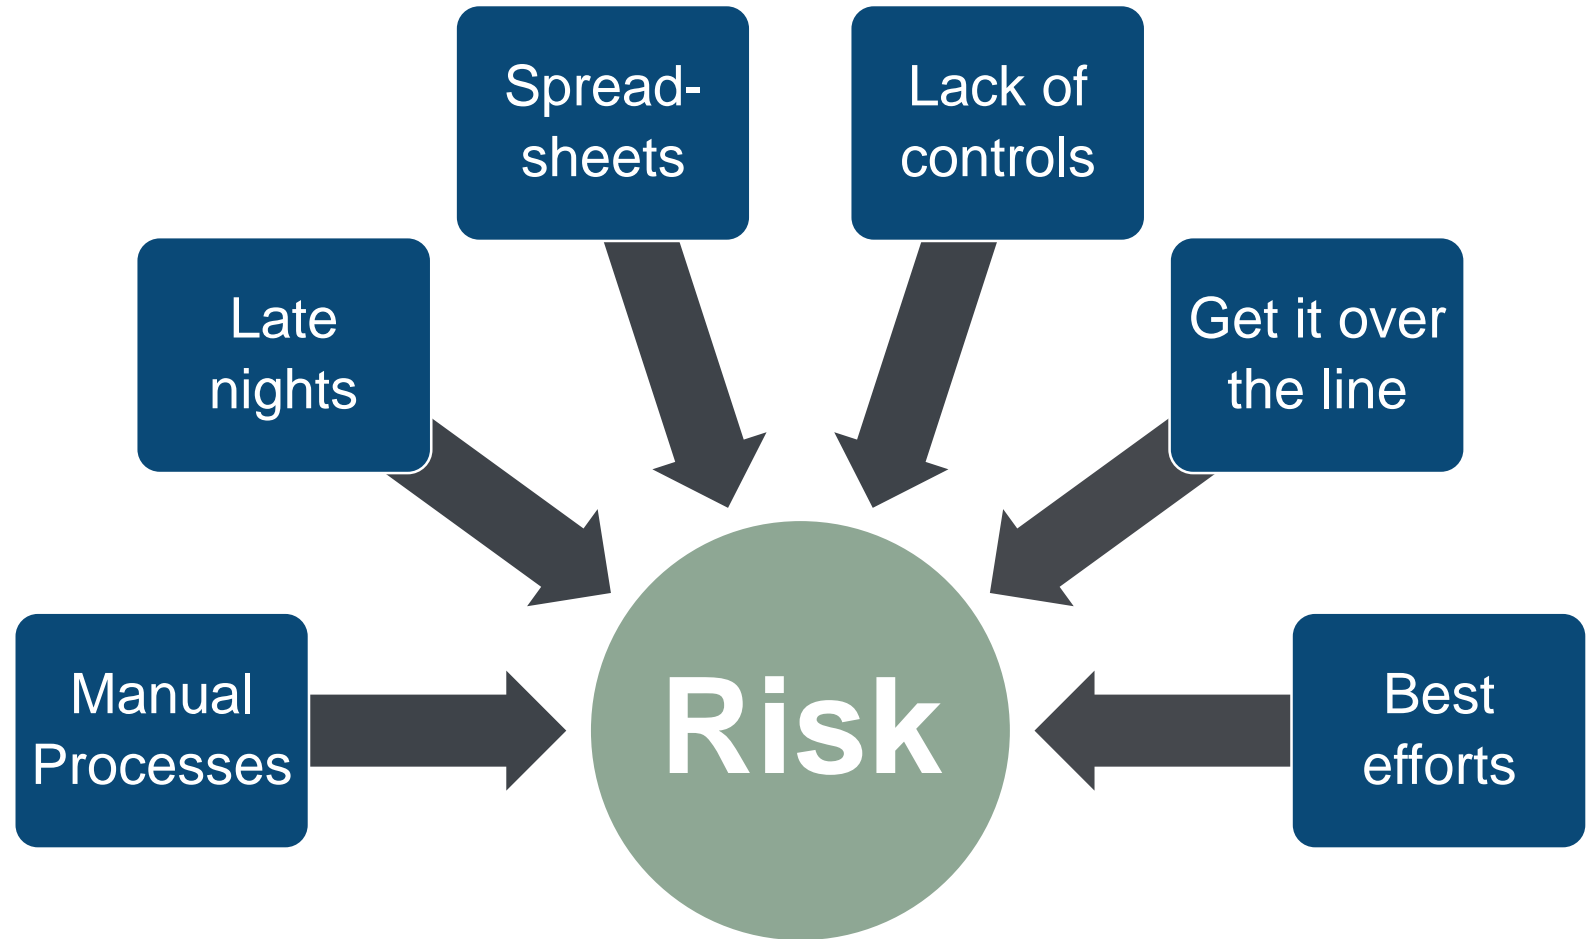 Spread-
sheets
Lack of
controls
Late
nights
Get it over
the line
Manual
Processes
Risk
Best
efforts